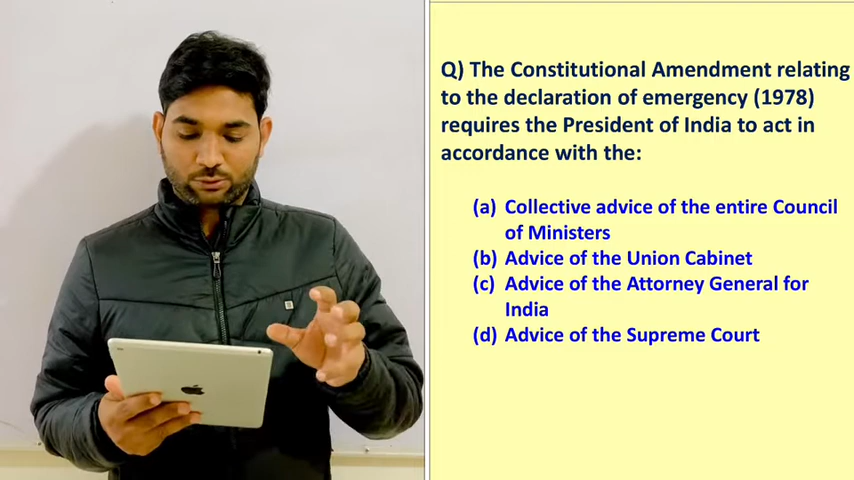 Q) The Constitutional Amendment relating
to the declaration of emergency (1978)
requires the President of India to act in
accordance with the:
(a) Collective advice of the entire Council
of Ministers
(b) Advice of the Union Cabinet
(c) Advice of the Attorney General for
India
(d) Advice of the Supreme Court